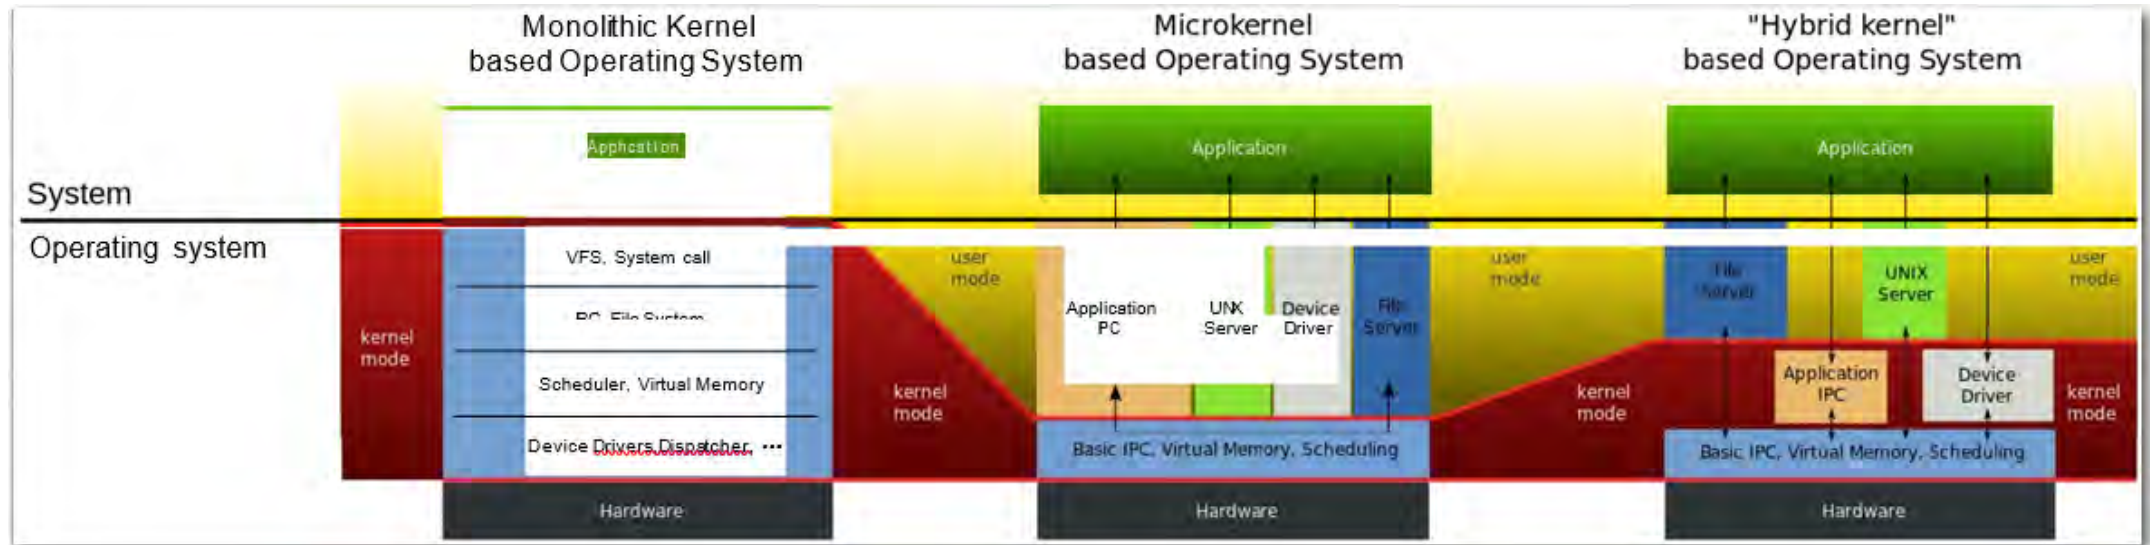 Monolithic Kernel
based Operating System
Apphcation
System
Operating system
VFS, System call
Scheduler, Virtual Memory
Device Drivers,Dispatcher, ...
kernel
mode
Hardware
Microkernel
based Operating System
Application
user
mode
kernel
mode
Application
PC
UNX
Server
Device
Driver
File
Server
Basic IPC, Virtual Memory, Scheduling
Hardware
"Hybrid kernel"
based Operating System
Application
user
mode
kernel
mode
File
Server
UNIX
Server
user
mode
Application
IPC
Device
Driver
kernel
mode
Basic IPC, Virtual Memory, Scheduling
Hardware